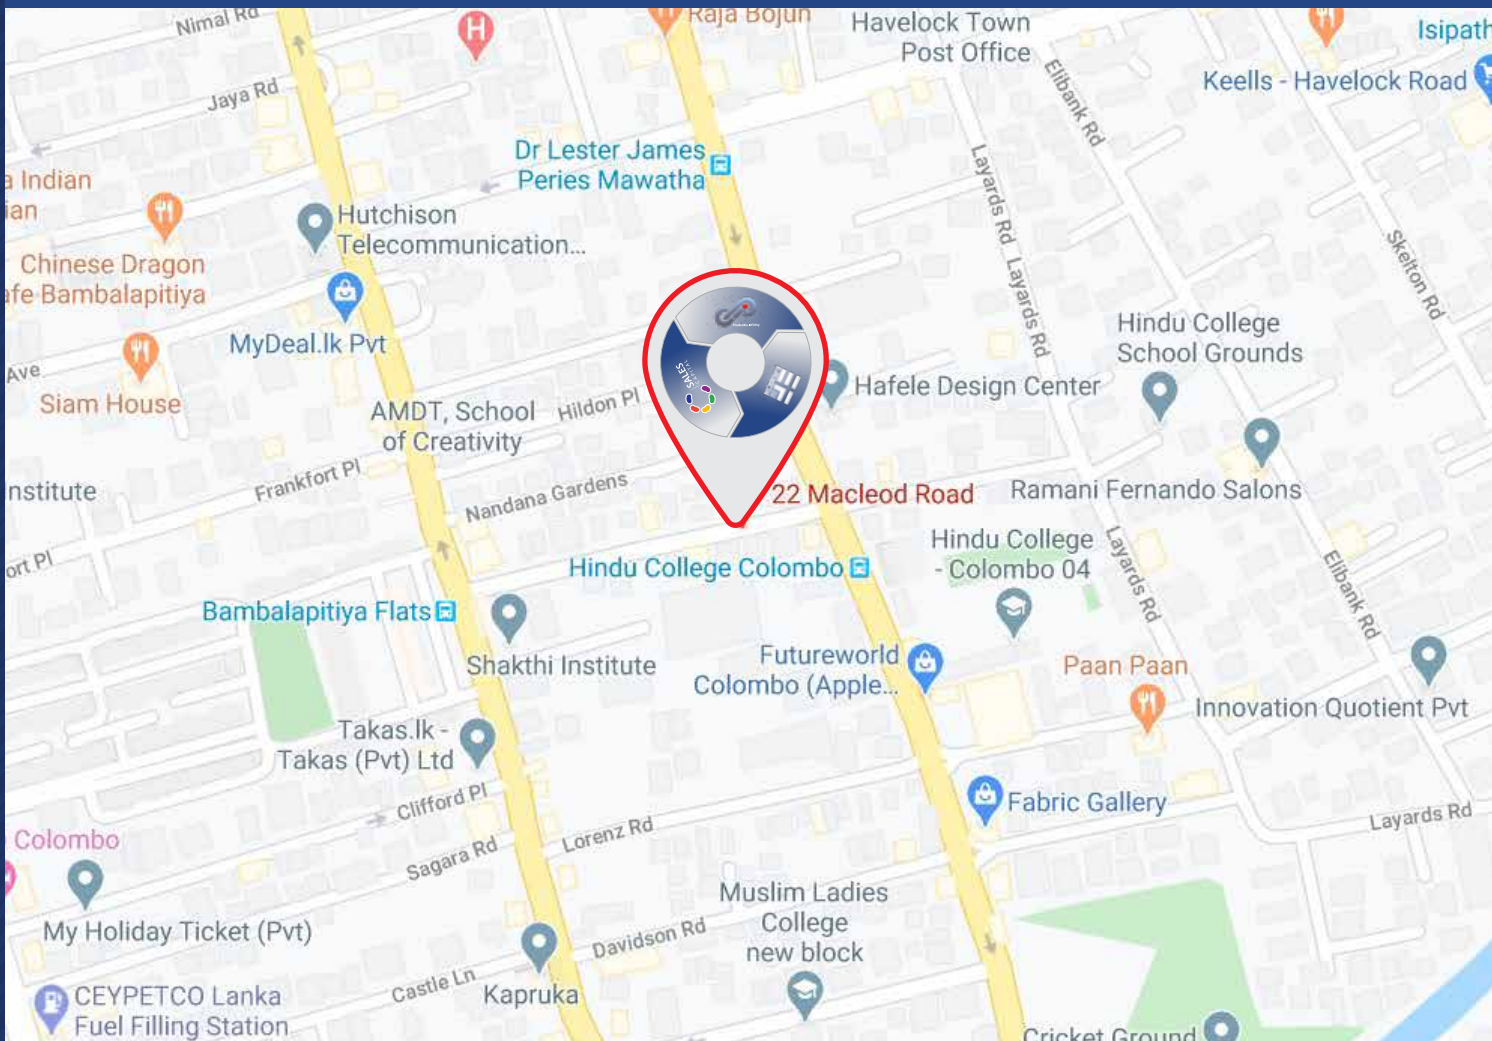 Nimal Rd
Raja Bojun
Havelock Town
Post Office
Isipath
Keells - Havelock Road
Elibank Rd
Jaya Rd
Dr Lester James
Peries Mawatha
Layards Rd
a Indian
ian
Hutchison
Telecommunication...
Chinese Dragon
afe Bambalapitiya
Layards Rd
Skelton Rd
MyDeal.lk Pvt
Hindu College
School Grounds
SALES
Ave
Siam House
Hafele Design Center
AMDT, School
of Creativity
Hildon Pl
Frankfort Pl
Nandana Gardens
nstitute
22 Macleod Road
Ramani Fernando Salons
ort Pl
Hindu College Colombo
Hindu College
- Colombo 04
Layards Rd
Elibank Rd
Bambalapitiya Flats
Shakthi Institute
Futureworld
Colombo (Apple...
Paan Paan
Innovation Quotient Pvt
Takas.lk -
Takas (Pvt) Ltd
Clifford Pl
Fabric Gallery
Layards Rd
Colombo
Lorenz Rd
Sagara Rd
Muslim Ladies
College
new block
My Holiday Ticket (Pvt)
Davidson Rd
Castle Ln
Kapruka
CEYPETCO Lanka
Fuel Filling Station
Cricket Ground